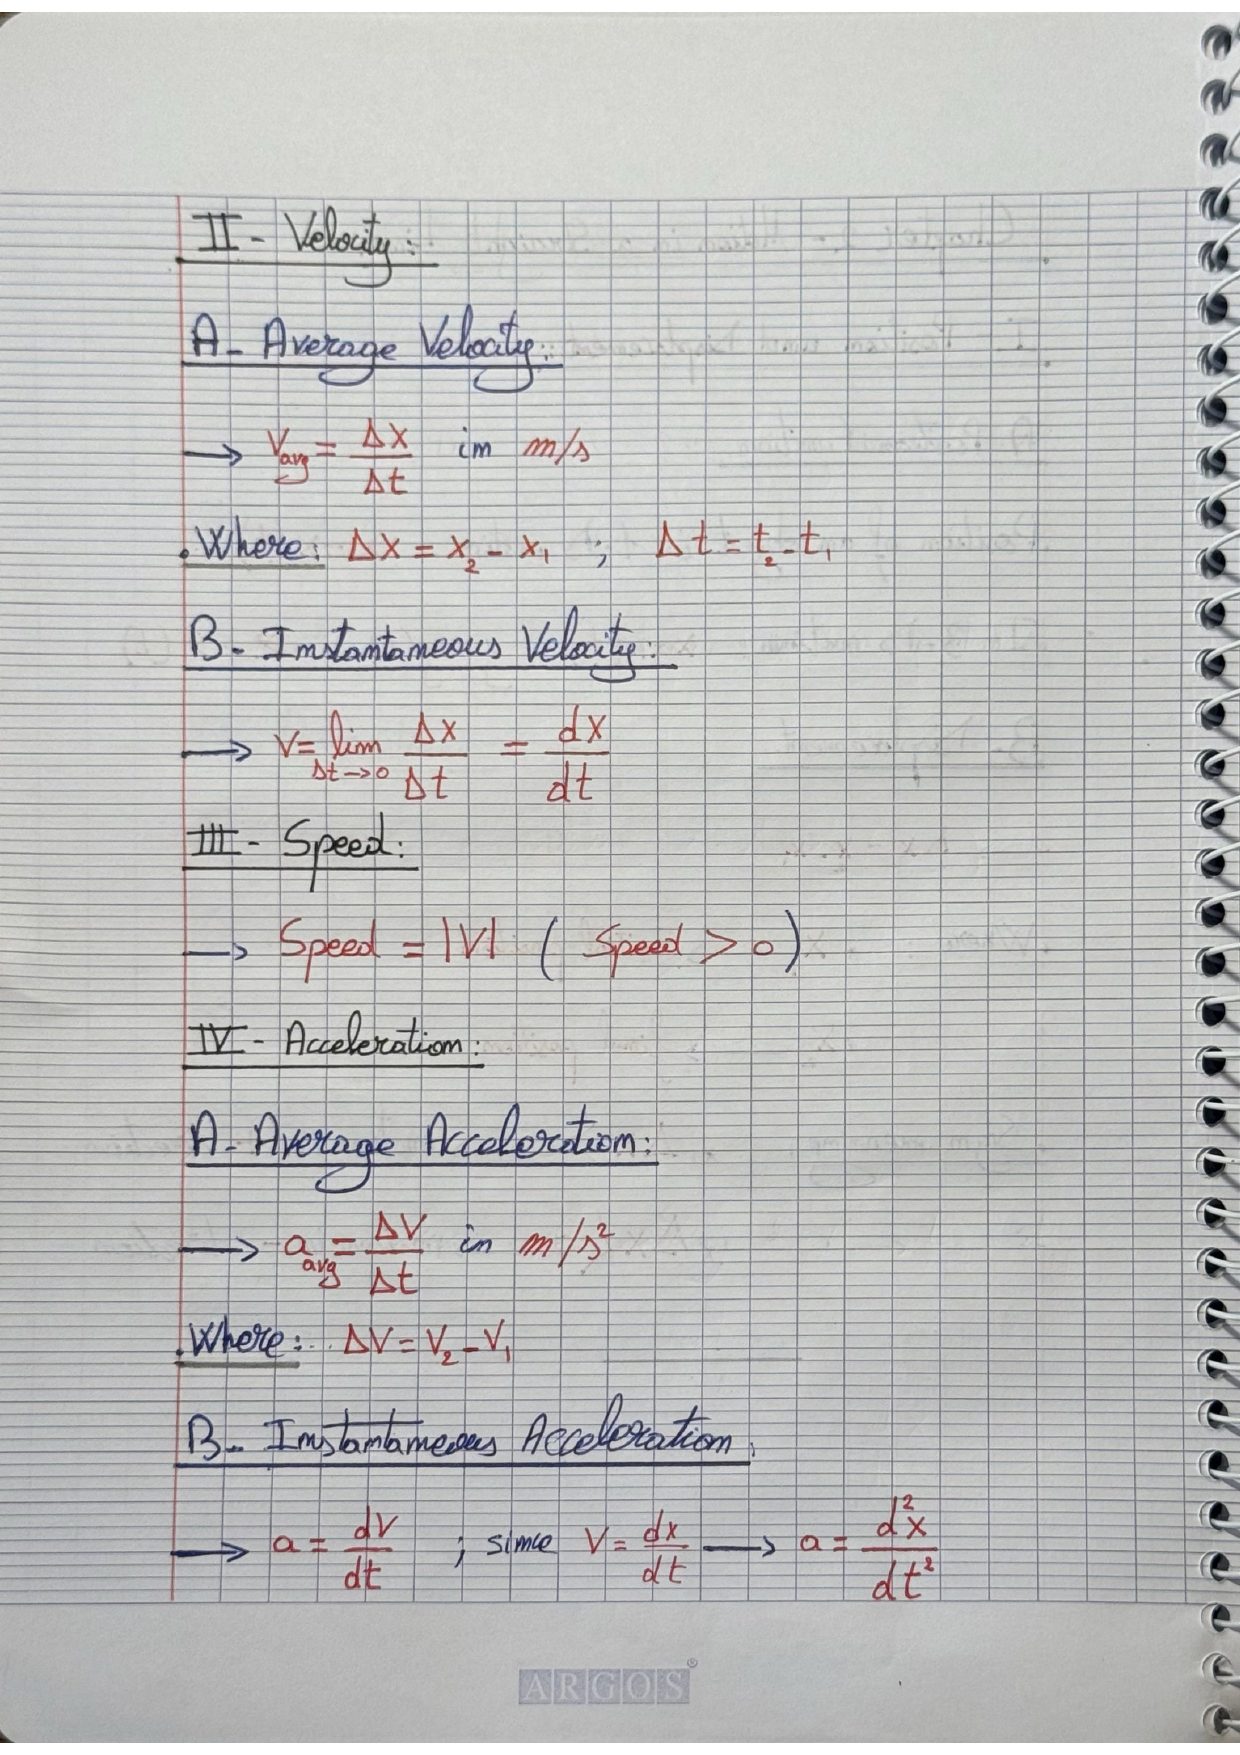 II - Velocity:
A - Average Velocity:
→ Vavg = Δx/Δt in m/s
. Where: Δx = x₂ - x₁ ; Δt = t₂ - t₁
B - Instantaneous Velocity:
→ V = lim Δt→0 Δx/Δt = dx/dt
III - Speed:
→ Speed = |V| ( Speed > 0 )
IV - Acceleration:
A - Average Acceleration:
→ aavg = ΔV/Δt in m/s²
. Where: ΔV = V₂ - V₁
B - Instantaneous Acceleration:
→ a = dV/dt ; since V = dx/dt → a = d²x/dt²
ARGOS®